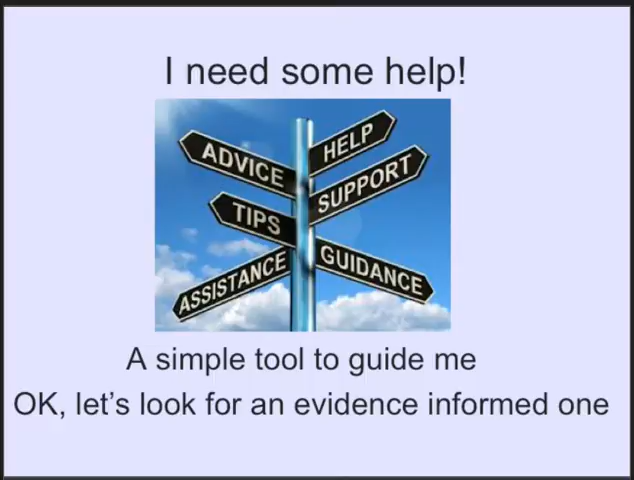 I need some help!
HELP
ADVICE
SUPPORT
TIPS
GUIDANCE
ASSISTANCE
A simple tool to guide me
OK, let’s look for an evidence informed one